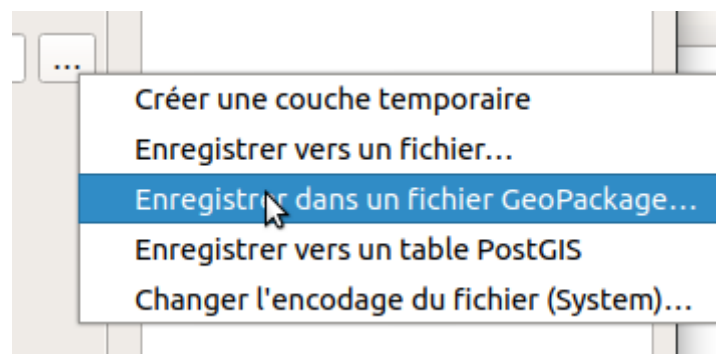 ...
Créer une couche temporaire
Enregistrer vers un fichier…
Enregistrer dans un fichier GeoPackage…
Enregistrer vers un table PostGIS
Changer l'encodage du fichier (System)…